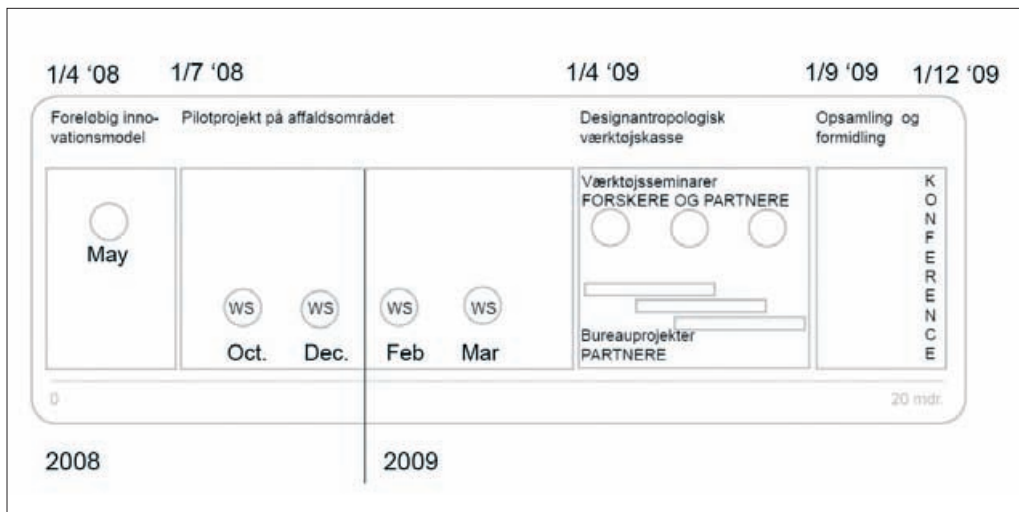 1/4 ‘08 1/7 ‘08 1/4 ‘09 1/9 ‘09 1/12 ‘09
Foreløbig inno-
vationsmodel
Pilotprojekt på affaldsområdet
Designantropologisk
værktøjskasse
Opsamling og
formidling
May
WS WS WS WS
Oct. Dec. Feb Mar
Værktøjsseminarer
FORSKERE OG PARTNERE
Bureauprojekter
PARTNERE
KONFERENCE
0 20 mdr.
2008 2009